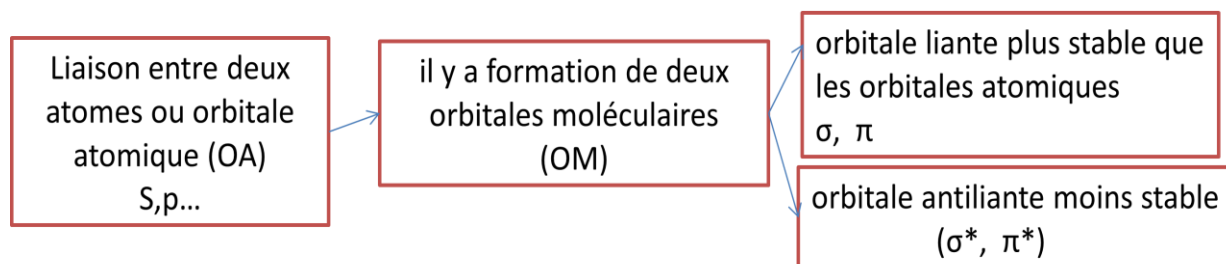 Liaison entre deux
atomes ou orbitale
atomique (OA)
S,p...
il y a formation de deux
orbitales moléculaires
(OM)
orbitale liante plus stable que
les orbitales atomiques
σ, π
orbitale antiliante moins stable
(σ*, π*)